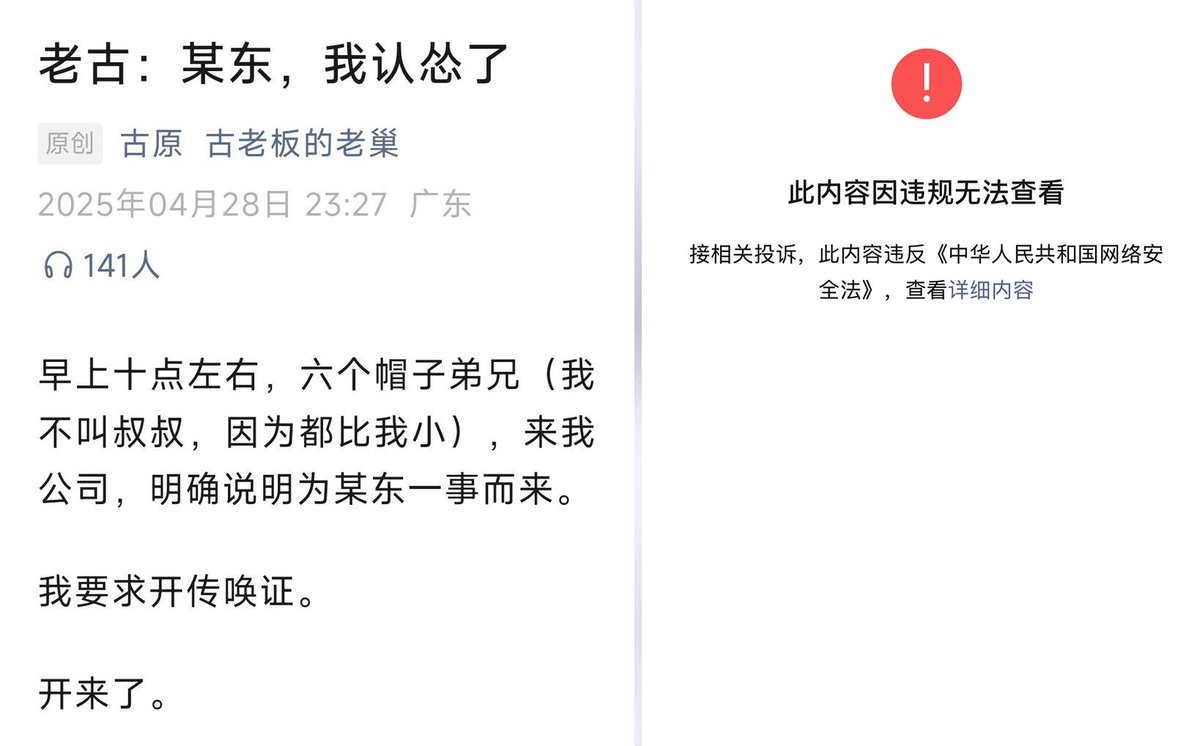 老古：某东，我认怂了
原创 古原 古老板的老巢
2025年04月28日 23:27 广东
141人
早上十点左右，六个帽子弟兄（我
不叫叔叔，因为都比我小），来我
公司，明确说明为某东一事而来。
我要求开传唤证。
开来了。
此内容因违规无法查看
接相关投诉，此内容违反《中华人民共和国网络安
全法》，查看详细内容